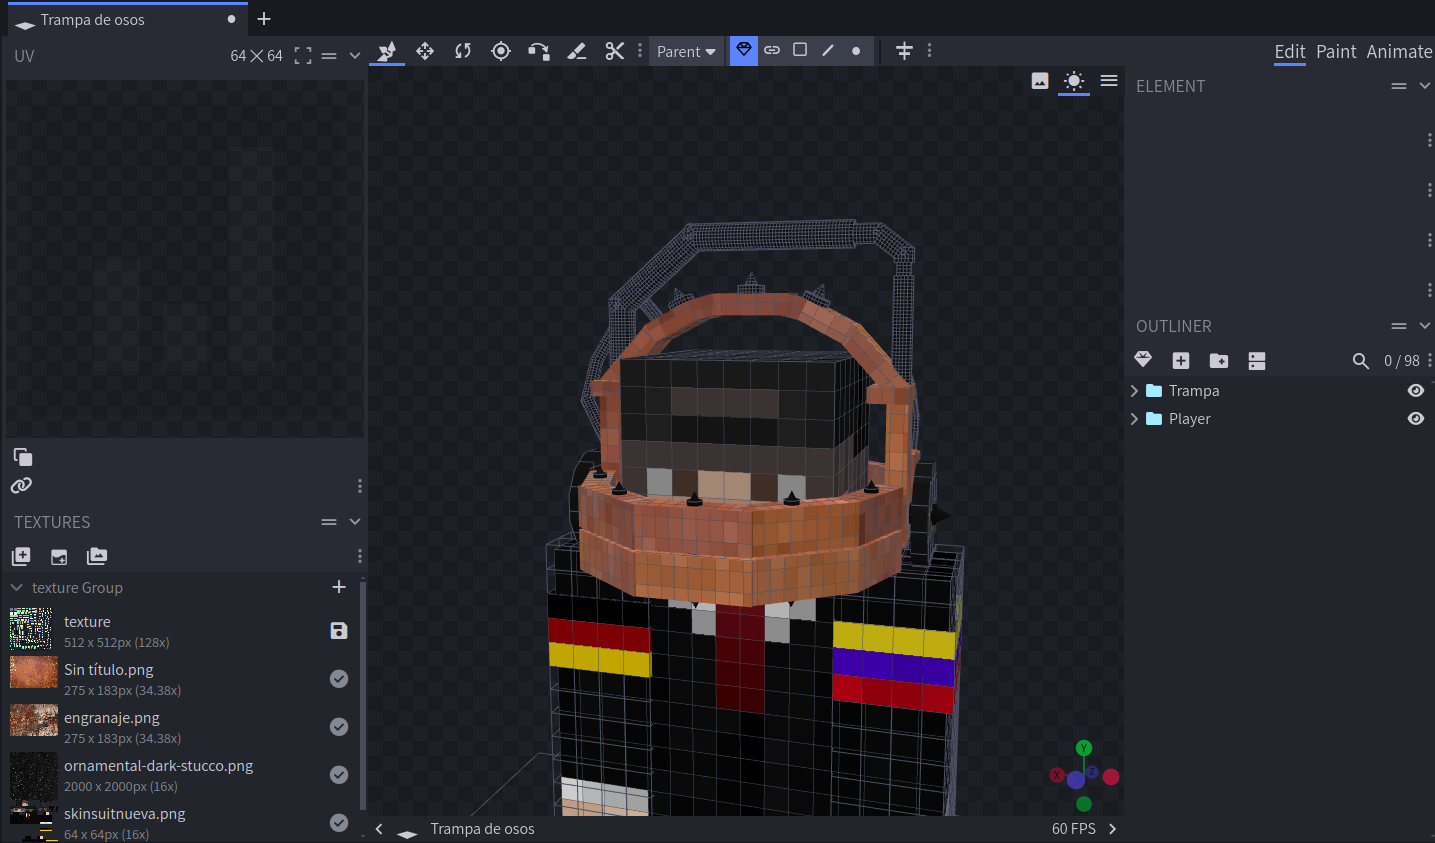 Trampa de osos
UV
64 × 64
Parent
Edit Paint Animate
ELEMENT
OUTLINER
0 / 98
Trampa
Player
TEXTURES
texture Group
texture
512 x 512px (128x)
Sin título.png
275 x 183px (34.38x)
engranaje.png
275 x 183px (34.38x)
ornamental-dark-stucco.png
2000 x 2000px (16x)
skinsuitnueva.png
64 x 64px (16x)
Y
X
Z
Trampa de osos
60 FPS